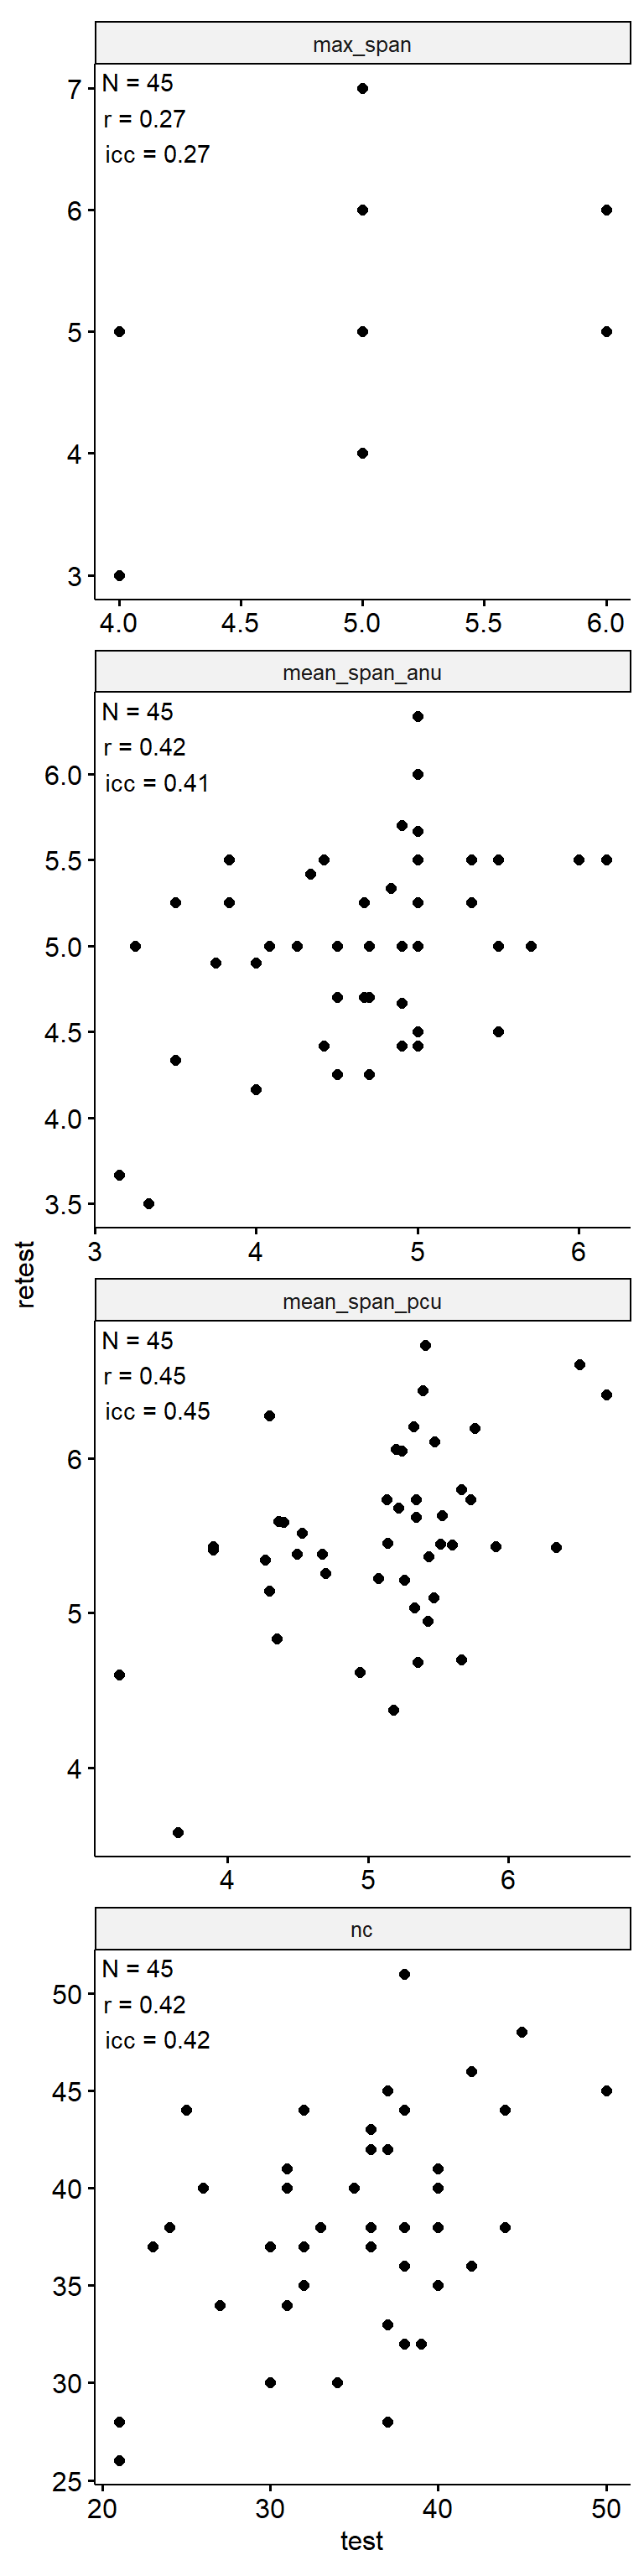 max_span
7
N = 45
r = 0.27
icc = 0.27
6
5
4
3
4.0 4.5 5.0 5.5 6.0
mean_span_anu
N = 45
r = 0.42
icc = 0.41
6.0
5.5
5.0
4.5
4.0
3.5
3 4 5 6
retest
mean_span_pcu
N = 45
r = 0.45
icc = 0.45
6
5
4
4 5 6
nc
N = 45
r = 0.42
icc = 0.42
50
45
40
35
30
25
20 30 40 50
test